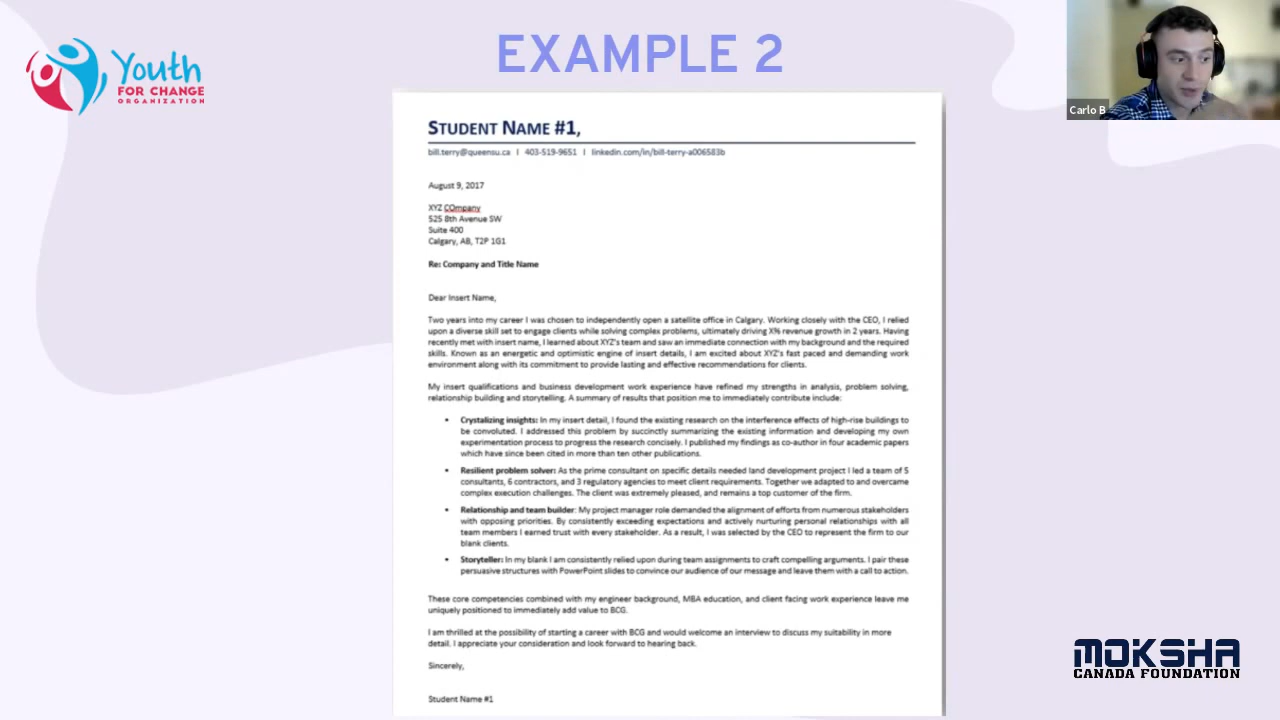 Youth
FOR CHANGE
ORGANIZATION
EXAMPLE 2
Carlo B
STUDENT NAME #1,
bill.terry@queensu.ca | 403-519-9651 | linkedin.com/in/bill-terry-a006583b
August 9, 2017
XYZ COmpany
525 8th Avenue SW
Suite 400
Calgary, AB, T2P 1G1
Re: Company and Title Name
Dear Insert Name,
Two years into my career I was chosen to independently open a satellite office in Calgary. Working closely with the CEO, I relied
upon a diverse skill set to engage clients while solving complex problems, ultimately driving X% revenue growth in 2 years. Having
recently met with insert name, I learned about XYZ's team and saw an immediate connection with my background and the required
skills. Known as an energetic and optimistic engine of insert details, I am excited about XYZ's fast paced and demanding work
environment along with its commitment to provide lasting and effective recommendations for clients.
My insert qualifications and business development work experience have refined my strengths in analysis, problem solving,
relationship building and storytelling. A summary of results that position me to immediately contribute include:
• Crystalizing insights: In my insert detail, I found the existing research on the interference effects of high-rise buildings to
be convoluted. I addressed this problem by succinctly summarizing the existing information and developing my own
experimentation process to progress the research concisely. I published my findings as co-author in four academic papers
which have since been cited in more than ten other publications.
• Resilient problem solver: As the prime consultant on specific details needed land development project I led a team of 5
consultants, 6 contractors, and 3 regulatory agencies to meet client requirements. Together we adapted to and overcame
complex execution challenges. The client was extremely pleased, and remains a top customer of the firm.
• Relationship and team builder: My project manager role demanded the alignment of efforts from numerous stakeholders
with opposing priorities. By consistently exceeding expectations and actively nurturing personal relationships with all
team members I earned trust with every stakeholder. As a result, I was selected by the CEO to represent the firm to our
blank clients.
• Storyteller: In my blank I am consistently relied upon during team assignments to craft compelling arguments. I pair these
persuasive structures with PowerPoint slides to convince our audience of our message and leave them with a call to action.
These core competencies combined with my engineer background, MBA education, and client facing work experience leave me
uniquely positioned to immediately add value to BCG.
I am thrilled at the possibility of starting a career with BCG and would welcome an interview to discuss my suitability in more
detail. I appreciate your consideration and look forward to hearing back.
Sincerely,
Student Name #1
MOKSHA
CANADA FOUNDATION